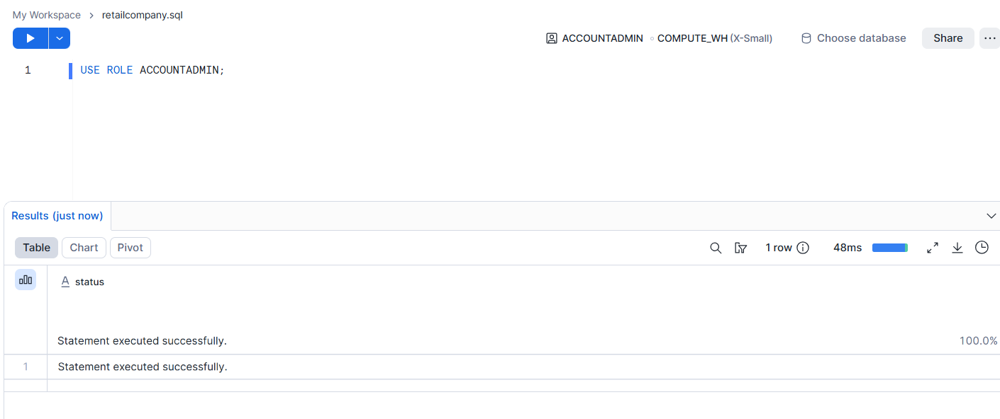 My Workspace > retailcompany.sql
ACCOUNTADMIN COMPUTE_WH (X-Small) Choose database Share ...
1 USE ROLE ACCOUNTADMIN;
Results (just now)
Table Chart Pivot 1 row 48ms
A status
Statement executed successfully. 100.0%
1 Statement executed successfully.